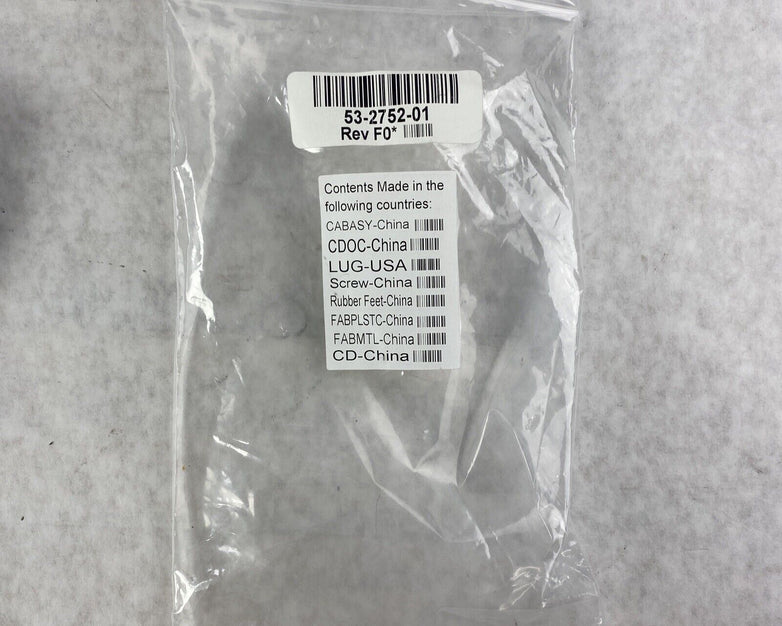 53-2752-01
Rev F0*
Contents Made in the
following countries:
CABASY-China
CDOC-China
LUG-USA
Screw-China
Rubber Feet-China
FABPLSTC-China
FABMTL-China
CD-China